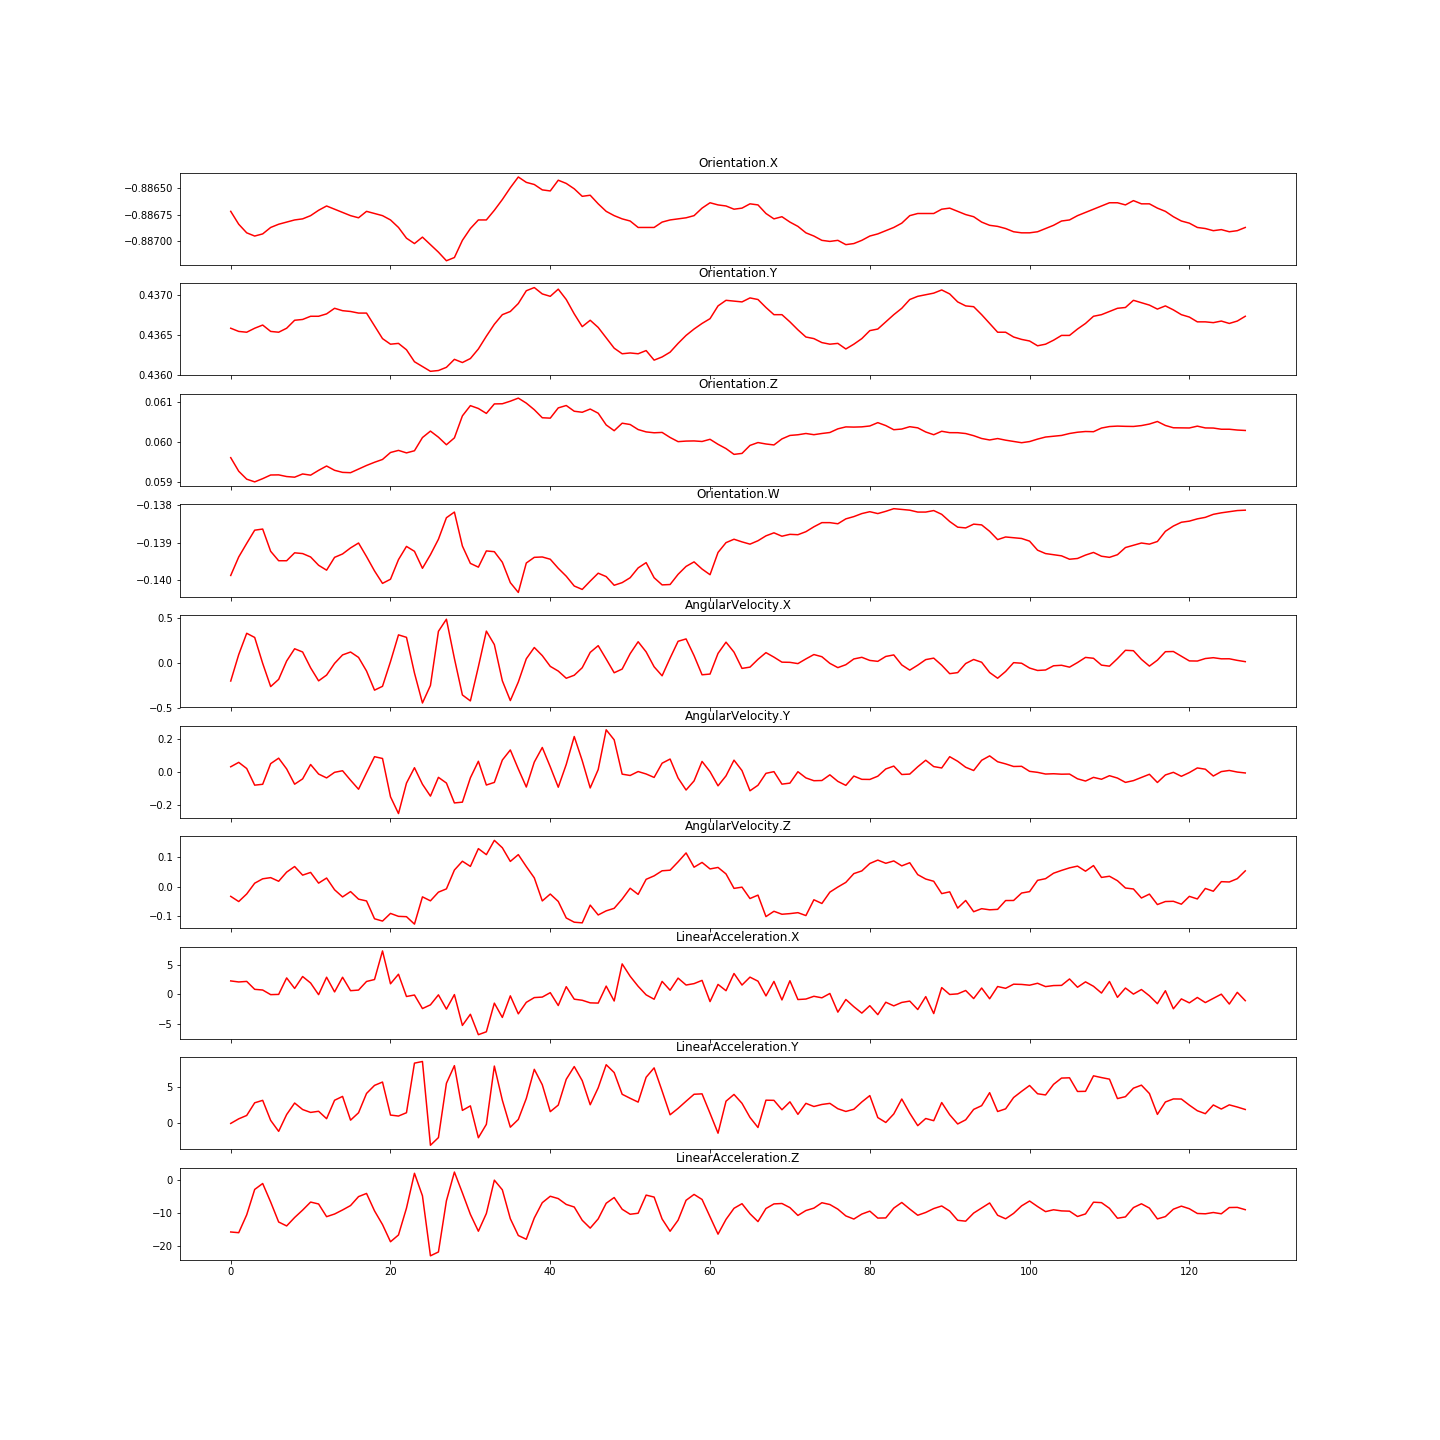 Orientation.X
−0.88650
−0.88675
−0.88700
Orientation.Y
0.4370
0.4365
0.4360
Orientation.Z
0.061
0.060
0.059
Orientation.W
−0.138
−0.139
−0.140
AngularVelocity.X
0.5
0.0
−0.5
AngularVelocity.Y
0.2
0.0
−0.2
AngularVelocity.Z
0.1
0.0
−0.1
LinearAcceleration.X
5
0
−5
LinearAcceleration.Y
5
0
LinearAcceleration.Z
0
−10
−20
0 20 40 60 80 100 120